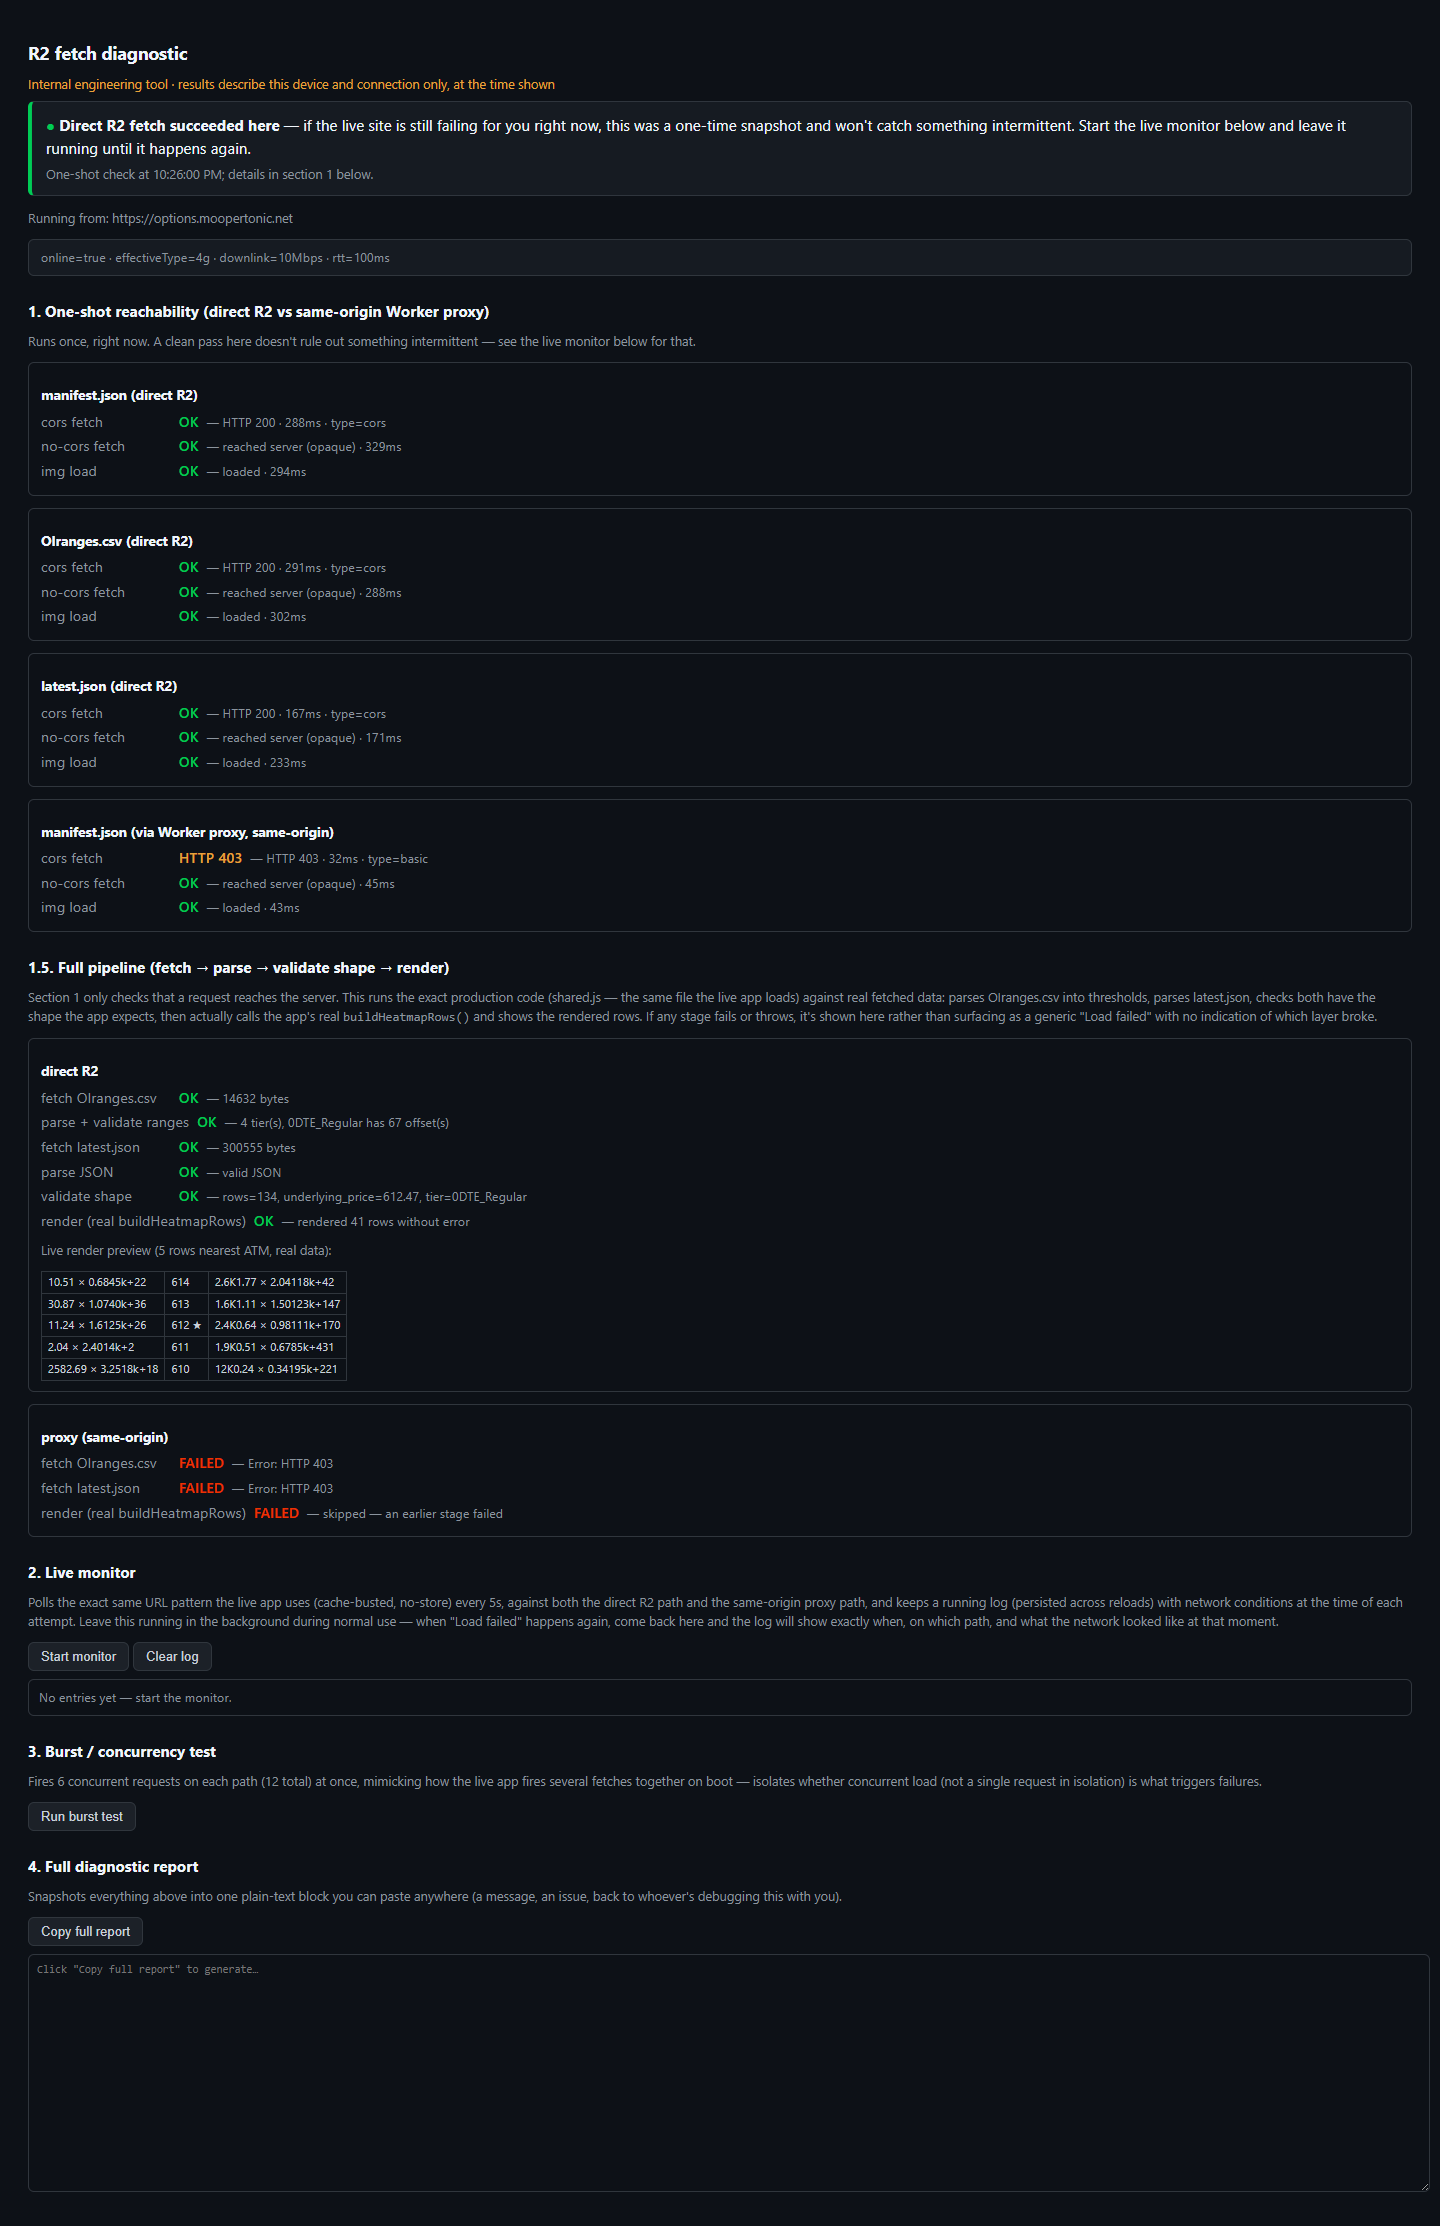 R2 fetch diagnostic
Internal engineering tool · results describe this device and connection only, at the time shown
● Direct R2 fetch succeeded here — if the live site is still failing for you right now, this was a one-time snapshot and won't catch something intermittent. Start the live monitor below and leave it
running until it happens again.
One-shot check at 10:26:00 PM; details in section 1 below.
Running from: https://options.moopertonic.net
online=true · effectiveType=4g · downlink=10Mbps · rtt=100ms
1. One-shot reachability (direct R2 vs same-origin Worker proxy)
Runs once, right now. A clean pass here doesn't rule out something intermittent — see the live monitor below for that.
manifest.json (direct R2)
cors fetch OK — HTTP 200 · 288ms · type=cors
no-cors fetch OK — reached server (opaque) · 329ms
img load OK — loaded · 294ms
OIranges.csv (direct R2)
cors fetch OK — HTTP 200 · 291ms · type=cors
no-cors fetch OK — reached server (opaque) · 288ms
img load OK — loaded · 302ms
latest.json (direct R2)
cors fetch OK — HTTP 200 · 167ms · type=cors
no-cors fetch OK — reached server (opaque) · 171ms
img load OK — loaded · 233ms
manifest.json (via Worker proxy, same-origin)
cors fetch HTTP 403 — HTTP 403 · 32ms · type=basic
no-cors fetch OK — reached server (opaque) · 45ms
img load OK — loaded · 43ms
1.5. Full pipeline (fetch → parse → validate shape → render)
Section 1 only checks that a request reaches the server. This runs the exact production code (shared.js — the same file the live app loads) against real fetched data: parses OIranges.csv into thresholds, parses latest.json, checks both have the
shape the app expects, then actually calls the app's real buildHeatmapRows() and shows the rendered rows. If any stage fails or throws, it's shown here rather than surfacing as a generic "Load failed" with no indication of which layer broke.
direct R2
fetch OIranges.csv OK — 14632 bytes
parse + validate ranges OK — 4 tier(s), 0DTE_Regular has 67 offset(s)
fetch latest.json OK — 300555 bytes
parse JSON OK — valid JSON
validate shape OK — rows=134, underlying_price=612.47, tier=0DTE_Regular
render (real buildHeatmapRows) OK — rendered 41 rows without error
Live render preview (5 rows nearest ATM, real data):
10.51 × 0.6845k+22 614 2.6K1.77 × 2.04118k+42
30.87 × 1.0740k+36 613 1.6K1.11 × 1.50123k+147
11.24 × 1.6125k+26 612 ★ 2.4K0.64 × 0.98111k+170
2.04 × 2.4014k+2 611 1.9K0.51 × 0.6785k+431
2582.69 × 3.2518k+18 610 12K0.24 × 0.34195k+221
proxy (same-origin)
fetch OIranges.csv FAILED — Error: HTTP 403
fetch latest.json FAILED — Error: HTTP 403
render (real buildHeatmapRows) FAILED — skipped — an earlier stage failed
2. Live monitor
Polls the exact same URL pattern the live app uses (cache-busted, no-store) every 5s, against both the direct R2 path and the same-origin proxy path, and keeps a running log (persisted across reloads) with network conditions at the time of each
attempt. Leave this running in the background during normal use — when "Load failed" happens again, come back here and the log will show exactly when, on which path, and what the network looked like at that moment.
Start monitor Clear log
No entries yet — start the monitor.
3. Burst / concurrency test
Fires 6 concurrent requests on each path (12 total) at once, mimicking how the live app fires several fetches together on boot — isolates whether concurrent load (not a single request in isolation) is what triggers failures.
Run burst test
4. Full diagnostic report
Snapshots everything above into one plain-text block you can paste anywhere (a message, an issue, back to whoever's debugging this with you).
Copy full report
Click "Copy full report" to generate…